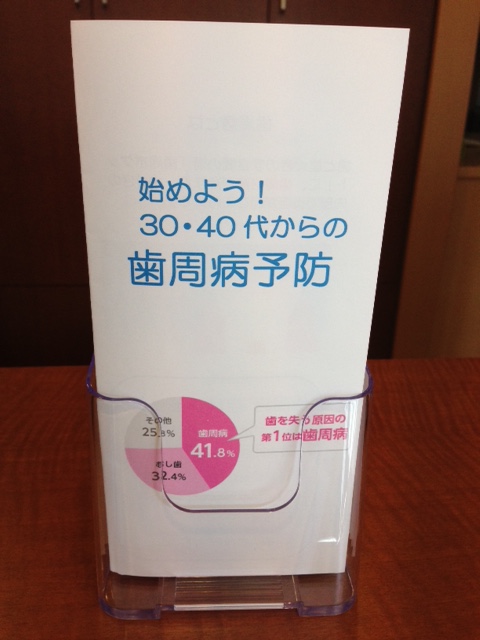 始めよう！
30・40代からの
歯周病予防
その他
25.8%
歯周病
41.8%
むし歯
32.4%
歯を失う原因の
第1位は歯周病